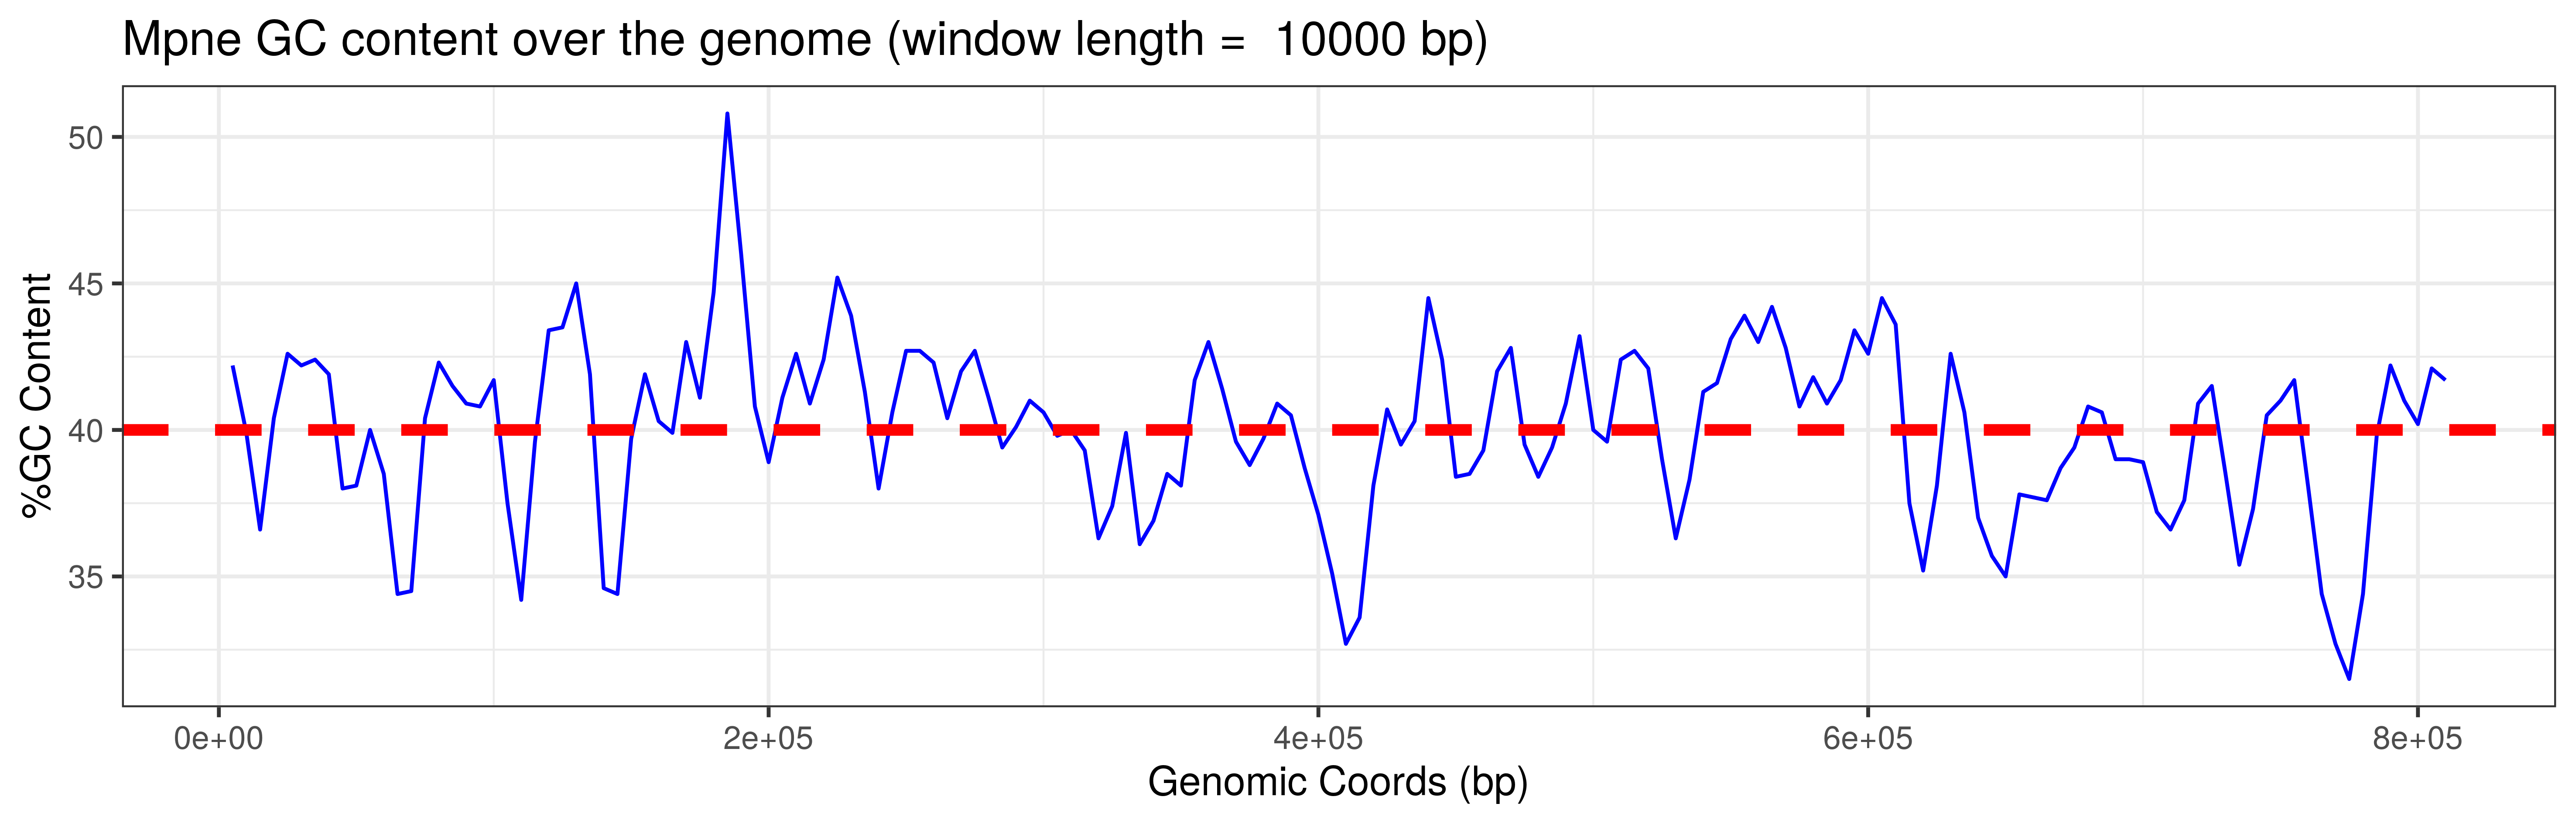 Mpne GC content over the genome (window length =  10000 bp)
%GC Content
50
45
40
35
0e+00 2e+05 4e+05 6e+05 8e+05
Genomic Coords (bp)